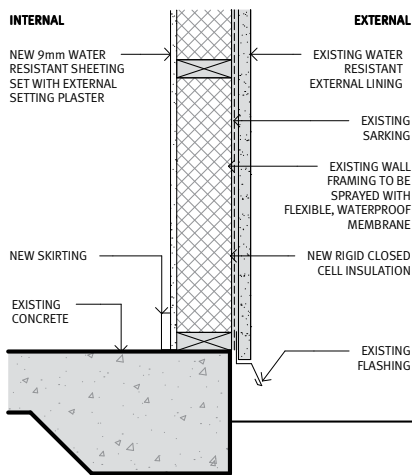 INTERNAL
NEW 9mm WATER
RESISTANT SHEETING
SET WITH EXTERNAL
SETTING PLASTER
NEW SKIRTING
EXISTING
CONCRETE
EXTERNAL
EXISTING WATER
RESISTANT
EXTERNAL LINING
EXISTING
SARKING
EXISTING WALL
FRAMING TO BE
SPRAYED WITH
FLEXIBLE, WATERPROOF
MEMBRANE
NEW RIGID CLOSED
CELL INSULATION
EXISTING
FLASHING